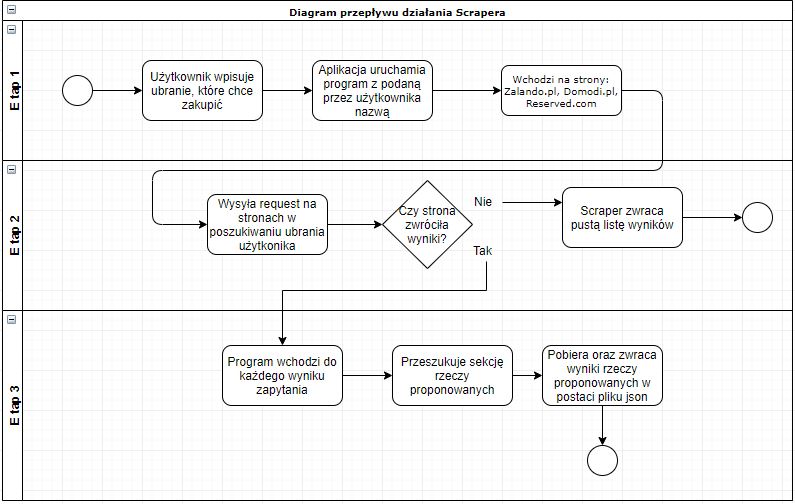 Diagram przepływu działania Scrapera
Etap 1
Użytkownik wpisuje
ubranie, które chce
zakupić
Aplikacja uruchamia
program z podaną
przez użytkownika
nazwą
Wchodzi na strony:
Zalando.pl, Domodi.pl,
Reserved.com
Etap 2
Wysyła request na
stronach w
poszukiwaniu ubrania
użytkonika
Czy strona
zwróciła
wyniki?
Nie
Tak
Scraper zwraca
pustą listę wyników
Etap 3
Program wchodzi do
każdego wyniku
zapytania
Przeszukuje sekcję
rzeczy
proponowanych
Pobiera oraz zwraca
wyniki rzeczy
proponowanych w
postaci pliku json